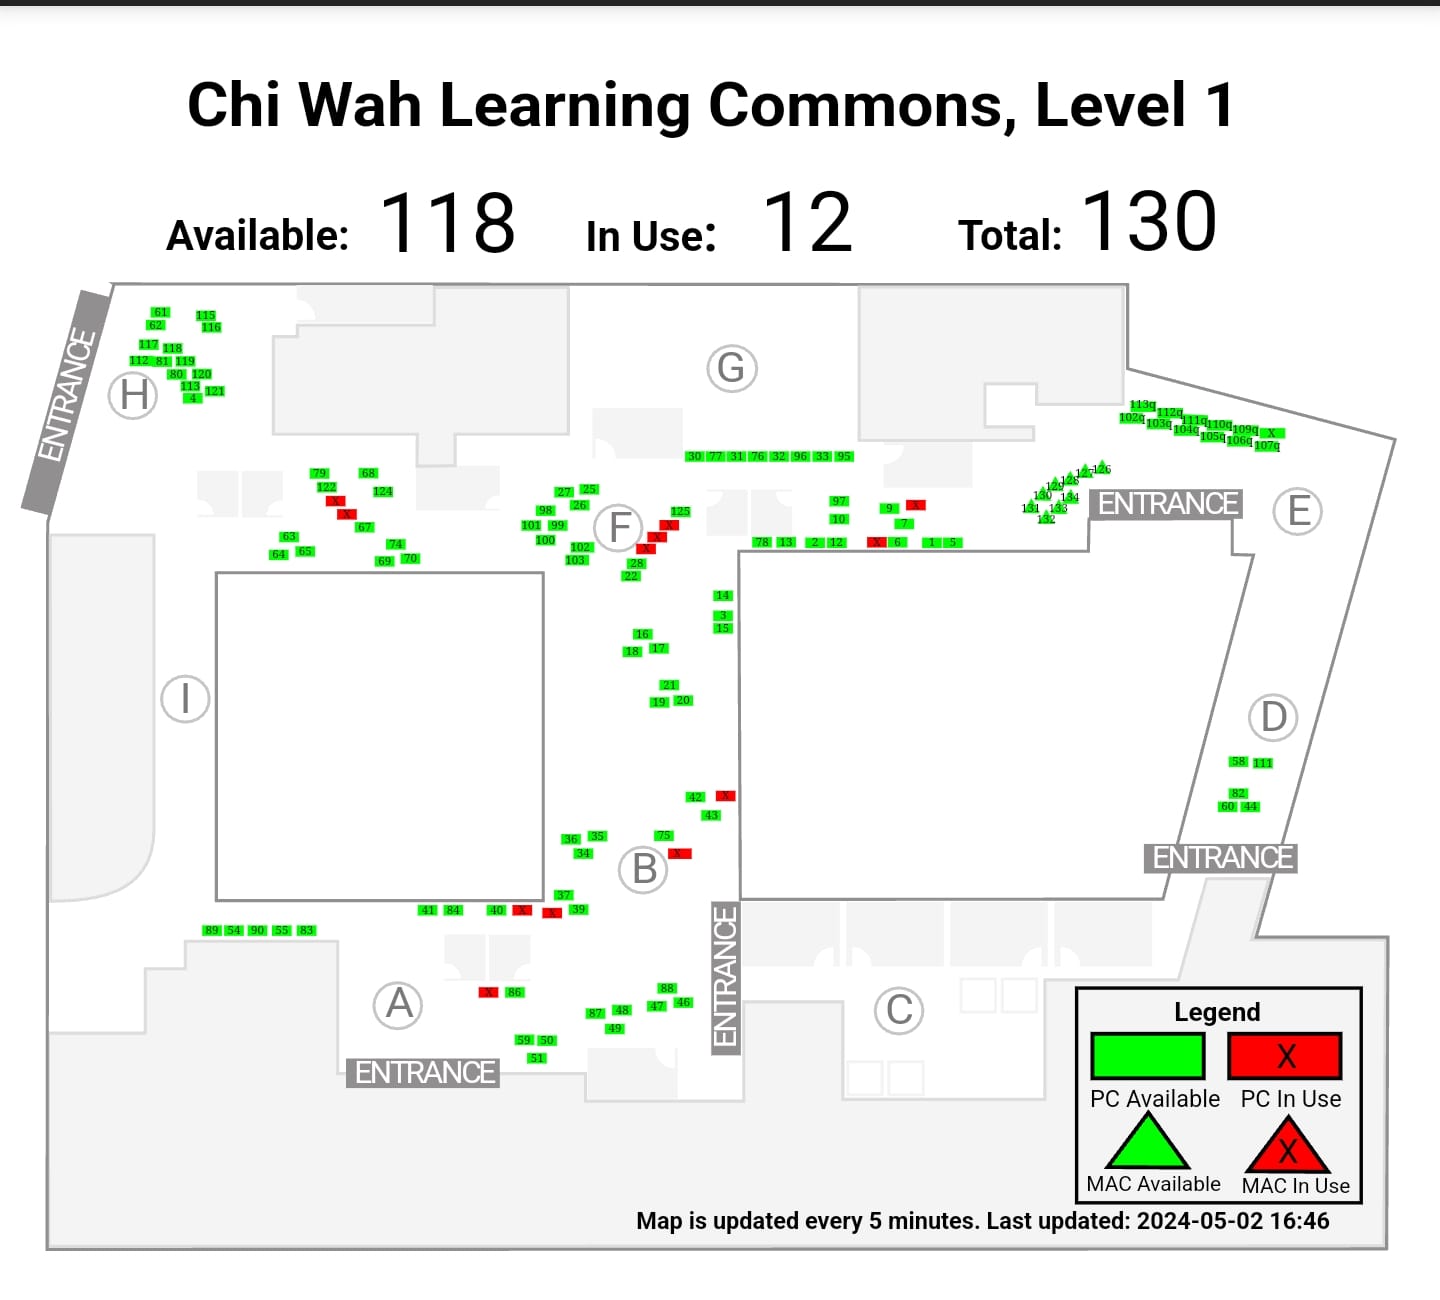 Chi Wah Learning Commons, Level 1
Available: 118 In Use: 12 Total: 130
ENTRANCE
61 115
62 116
117 118
112 81 119
80 120
113 121
4
H
G
113q 112q 111q 110q 109q X
102q 103q 104q 105q 106q 107q
30 77 31 76 32 96 33 95
79 68
122 124
X
X
67
63
64 65
74
69 70
27 25
26
98
101 99
100
102
103
F
125
X
X
X
28
22
97
10
9 X
7
78 13 2 12 X 6 1 5
126
127
128
129
130 134
131 133
132
ENTRANCE
E
14
3
15
16
18 17
21
19 20
I
D
58 111
82
60 44
ENTRANCE
42 X
43
36 35
34
75
X
B
37
41 84 40 X X 39
89 54 90 55 83
ENTRANCE
X 86
A
88
87 48 47 46
49
59 50
51
ENTRANCE
C
Legend
X
PC Available PC In Use
X
MAC Available MAC In Use
Map is updated every 5 minutes. Last updated: 2024-05-02 16:46